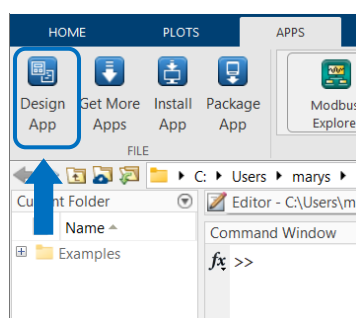 HOME PLOTS APPS
Design App
Get More Apps
Install App
Package App
Modbus Explore
FILE
C: Users marys
Current Folder
Editor - C:\Users\m
Name
Command Window
Examples
fx >>